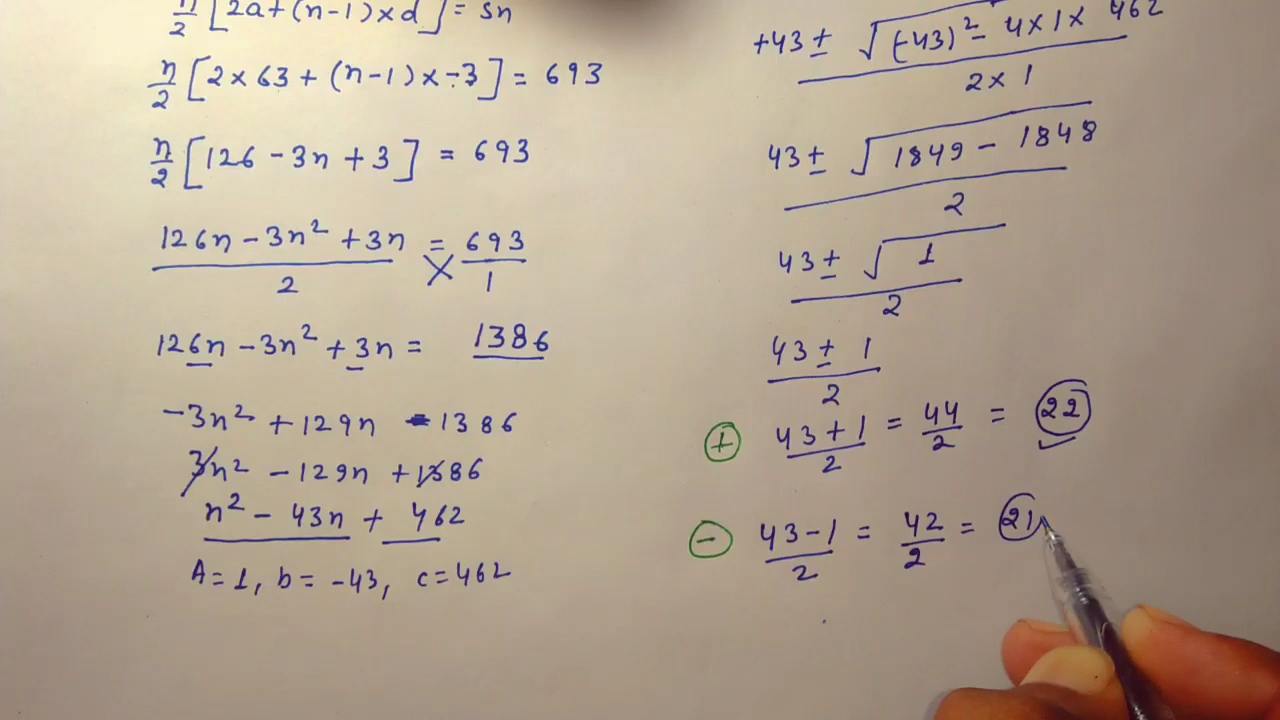 n/2 [2a+(n-1)×d] = Sn
n/2 [2×63+(n-1)×-3] = 693
n/2 [126-3n+3] = 693
126n-3n²+3n/2 = 693/1
126n-3n²+3n = 1386
-3n²+129n-1386
3n²-129n+1386
n²-43n+462
A=1, b=-43, c=462
+43± √(-43)²-4×1×462
2×1
43± √1849-1848
2
43± √1
2
43±1
2
+ 43+1/2 = 44/2 = 22
- 43-1/2 = 42/2 = 21